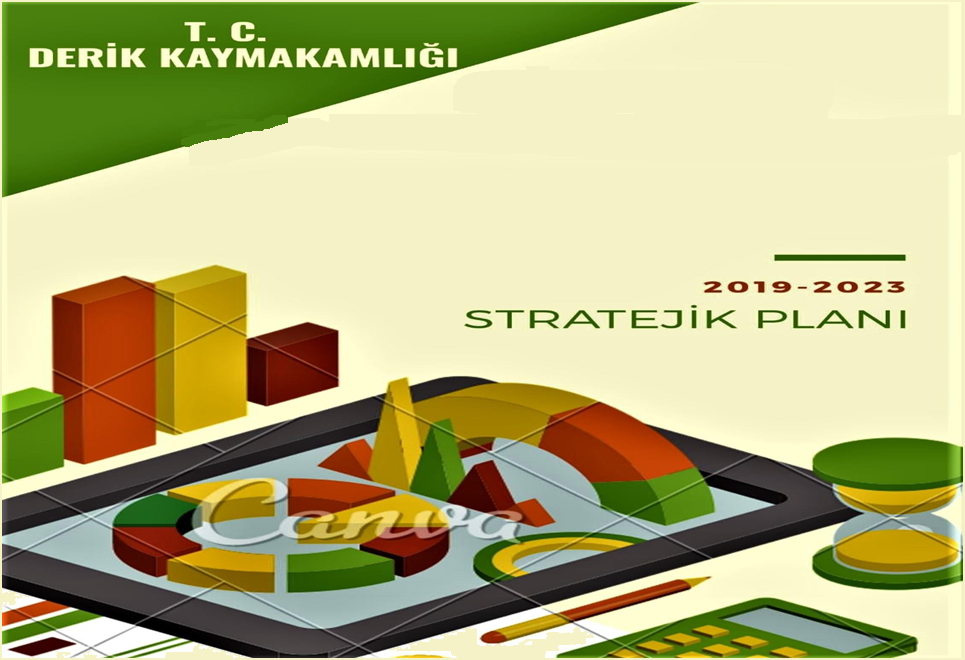 T. C.
DERİK KAYMAKAMLIĞI
2019-2023
STRATEJİK PLANI
Canva